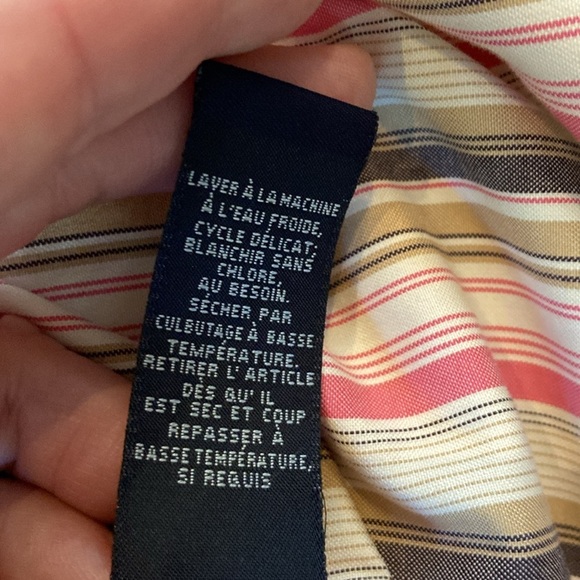 LAVER À LA MACHINE
À L'EAU FROIDE,
CYCLE DÉLICAT;
BLANCHIR SANS
CHLORE,
AU BESOIN.
SÉCHER PAR
CULBUTAGE À BASSE
TEMPÉRATURE.
RETIRER L' ARTICLE
DÈS QU'IL
EST SEC ET COUP
REPASSER À
BASSE TEMPÉRATURE,
SI REQUIS